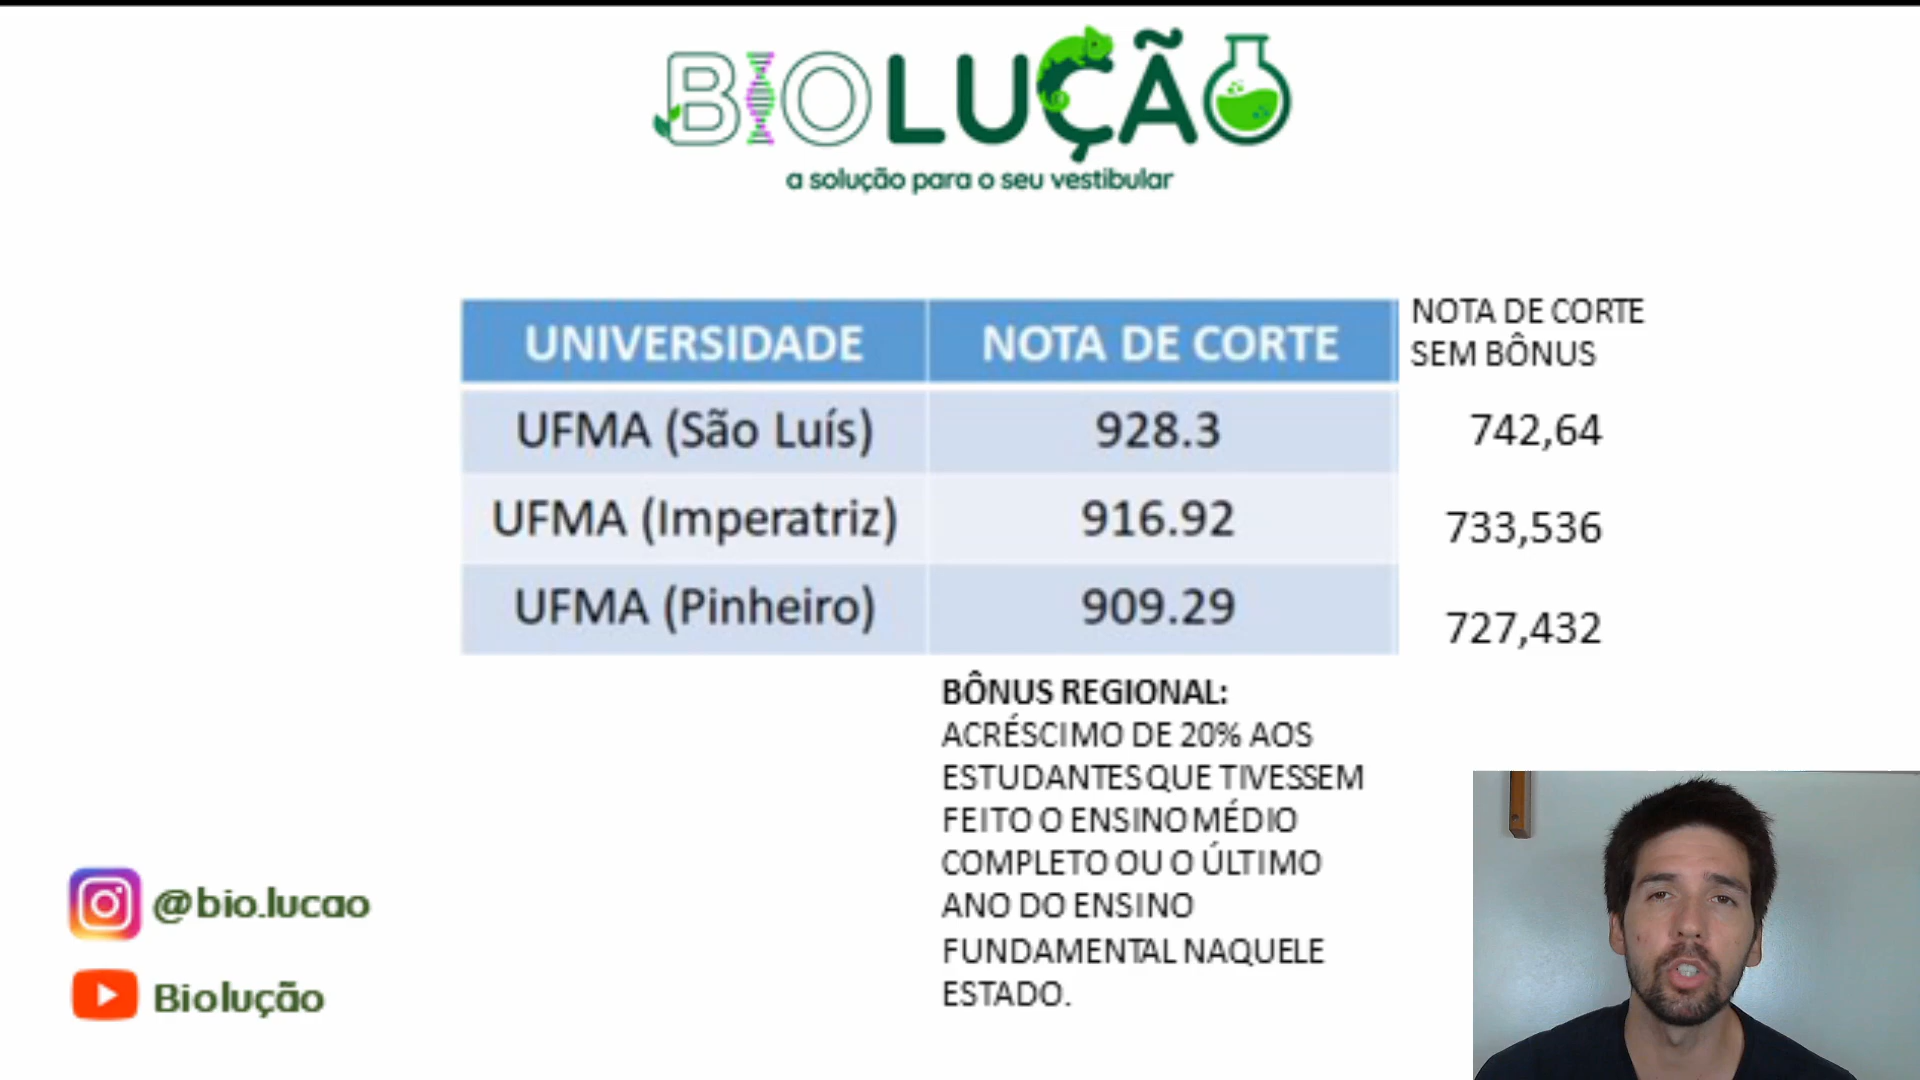 BIOLUÇÃO
a solução para o seu vestibular
UNIVERSIDADE NOTA DE CORTE
NOTA DE CORTE
SEM BÔNUS
UFMA (São Luís) 928.3 742,64
UFMA (Imperatriz) 916.92 733,536
UFMA (Pinheiro) 909.29 727,432
BÔNUS REGIONAL:
ACRÉSCIMO DE 20% AOS
ESTUDANTES QUE TIVESSEM
FEITO O ENSINO MÉDIO
COMPLETO OU O ÚLTIMO
ANO DO ENSINO
FUNDAMENTAL NAQUELE
ESTADO.
@bio.lucao
Biolução